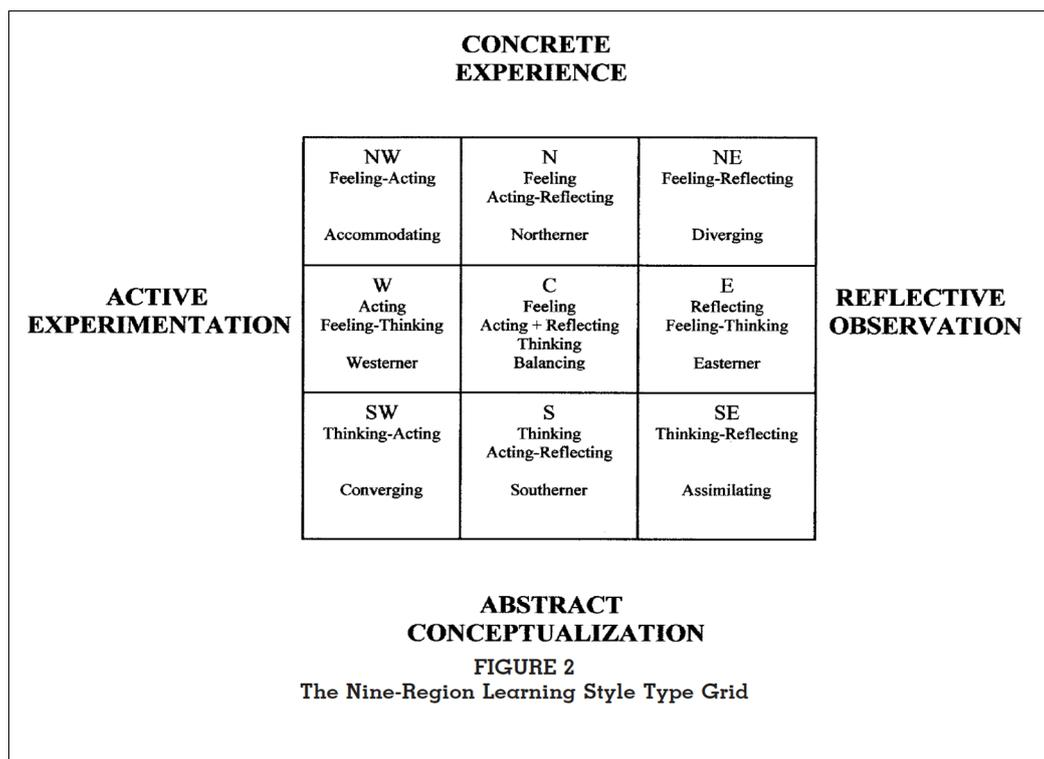 CONCRETE
EXPERIENCE
NW
Feeling-Acting
Accommodating
N
Feeling
Acting-Reflecting
Northerner
NE
Feeling-Reflecting
Diverging
ACTIVE
EXPERIMENTATION
W
Acting
Feeling-Thinking
Westerner
C
Feeling
Acting + Reflecting
Thinking
Balancing
E
Reflecting
Feeling-Thinking
Easterner
REFLECTIVE
OBSERVATION
SW
Thinking-Acting
Converging
S
Thinking
Acting-Reflecting
Southerner
SE
Thinking-Reflecting
Assimilating
ABSTRACT
CONCEPTUALIZATION
FIGURE 2
The Nine-Region Learning Style Type Grid